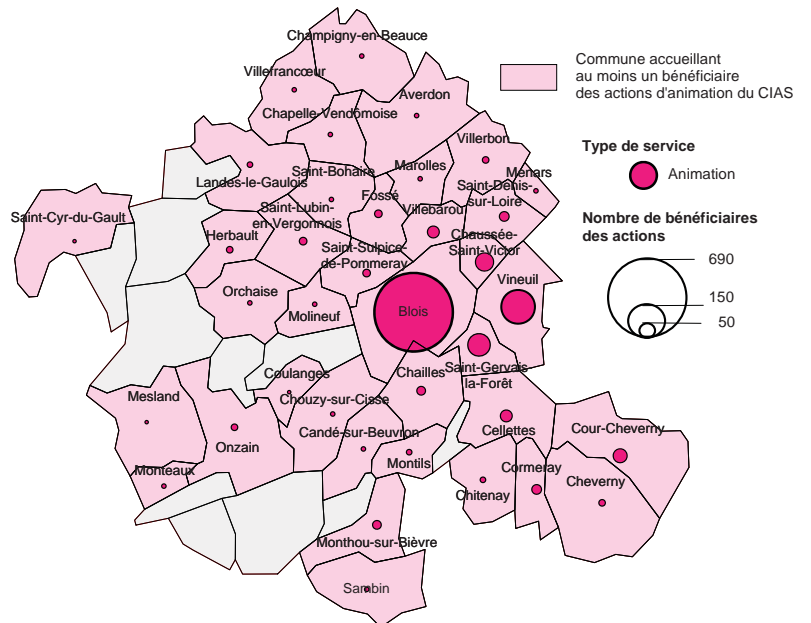 Champigny-en-Beauce
Villefrancœur
Averdon
Chapelle-Vendômoise
Villerbon
Marolles
Ménars
Landes-le-Gaulois
Saint-Bohaire
Fossé
Saint-Denis-
sur-Loire
Saint-Cyr-du-Gault
Saint-Lubin-
en-Vergonnois
Villebarou
Herbault
Chaussée-
Saint-Victor
Saint-Sulpice-
de-Pommeray
Vineuil
Orchaise
Molineuf
Blois
Saint-Gervais-
la-Forêt
Coulanges
Chailles
Mesland
Chouzy-sur-Cisse
Onzain
Candé-sur-Beuvron
Cellettes
Cour-Cheverny
Monteaux
Montils
Cormeray
Chitenay
Cheverny
Monthou-sur-Bièvre
Sambin
Commune accueillant
au moins un bénéficiaire
des actions d'animation du CIAS
Type de service
Animation
Nombre de bénéficiaires
des actions
690
150
50